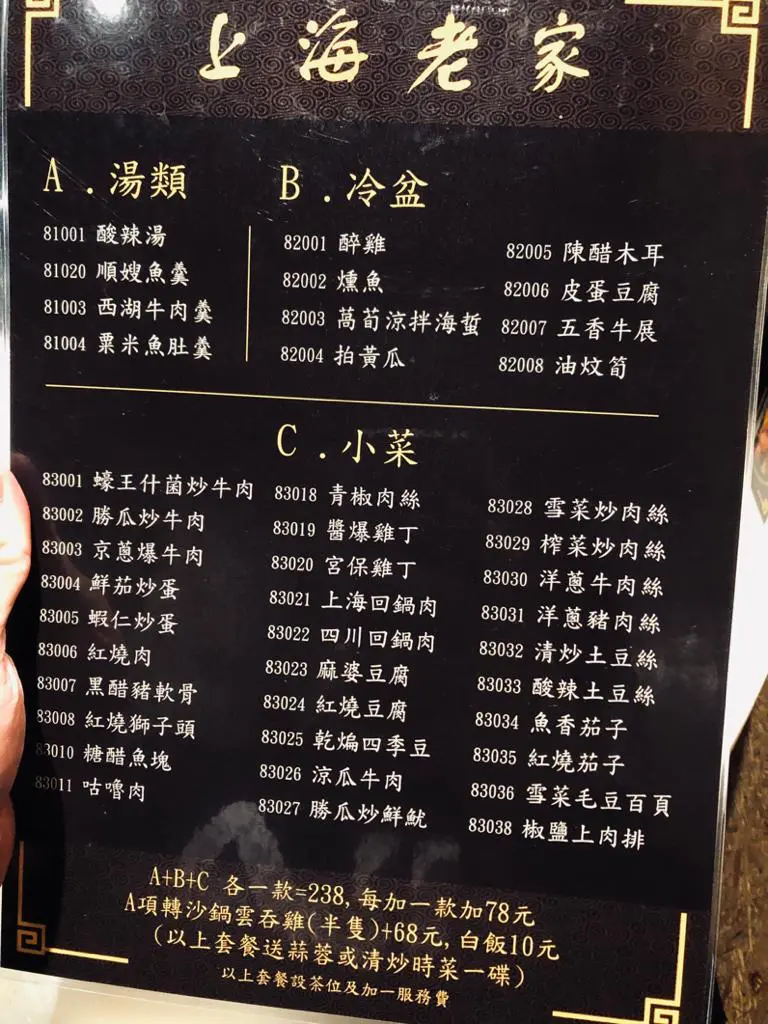 上海老家
A．湯類
81001 酸辣湯
81020 順嫂魚羹
81003 西湖牛肉羹
81004 粟米魚肚羹
B．冷盆
82001 醉雞
82002 燻魚
82003 萵荀涼拌海蜇
82004 拍黃瓜
82005 陳醋木耳
82006 皮蛋豆腐
82007 五香牛展
82008 油炆筍
C．小菜
83001 蠔王什菌炒牛肉
83002 勝瓜炒牛肉
83003 京蔥爆牛肉
83004 鮮茄炒蛋
83005 蝦仁炒蛋
83006 紅燒肉
83007 黑醋豬軟骨
83008 紅燒獅子頭
83010 糖醋魚塊
83011 咕嚕肉
83018 青椒肉絲
83019 醬爆雞丁
83020 宮保雞丁
83021 上海回鍋肉
83022 四川回鍋肉
83023 麻婆豆腐
83024 紅燒豆腐
83025 乾煸四季豆
83026 涼瓜牛肉
83027 勝瓜炒鮮魷
83028 雪菜炒肉絲
83029 榨菜炒肉絲
83030 洋蔥牛肉絲
83031 洋蔥豬肉絲
83032 清炒土豆絲
83033 酸辣土豆絲
83034 魚香茄子
83035 紅燒茄子
83036 雪菜毛豆百頁
83038 椒鹽上肉排
A+B+C 各一款=238,每加一款加78元
A項轉沙鍋雲吞雞(半隻)+68元,白飯10元
(以上套餐送蒜蓉或清炒時菜一碟)
以上套餐設茶位及加一服務費